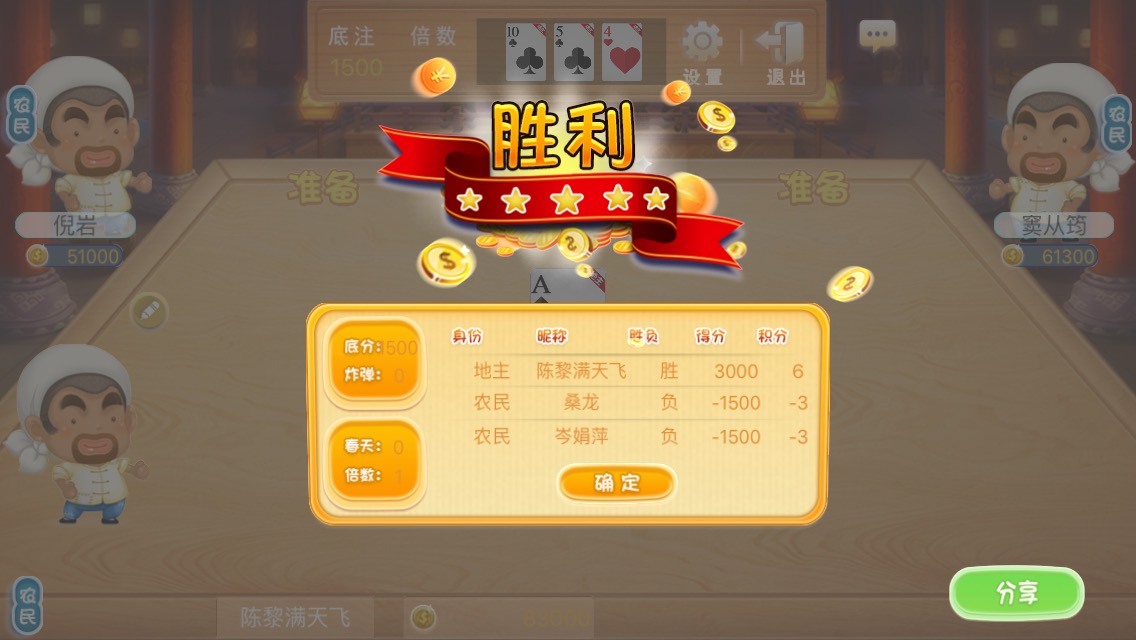 底注 倍数
1500
10 5 4
设置 退出
农民
农民
胜利
准备 准备
倪岩
51000
窦从筠
61300
A
底分: 500
炸弹: 0
春天: 0
倍数: 1
身份 昵称 胜负 得分 积分
地主 陈黎满天飞 胜 3000 6
农民 桑龙 负 -1500 -3
农民 岑娟萍 负 -1500 -3
确定
分享
农民
陈黎满天飞